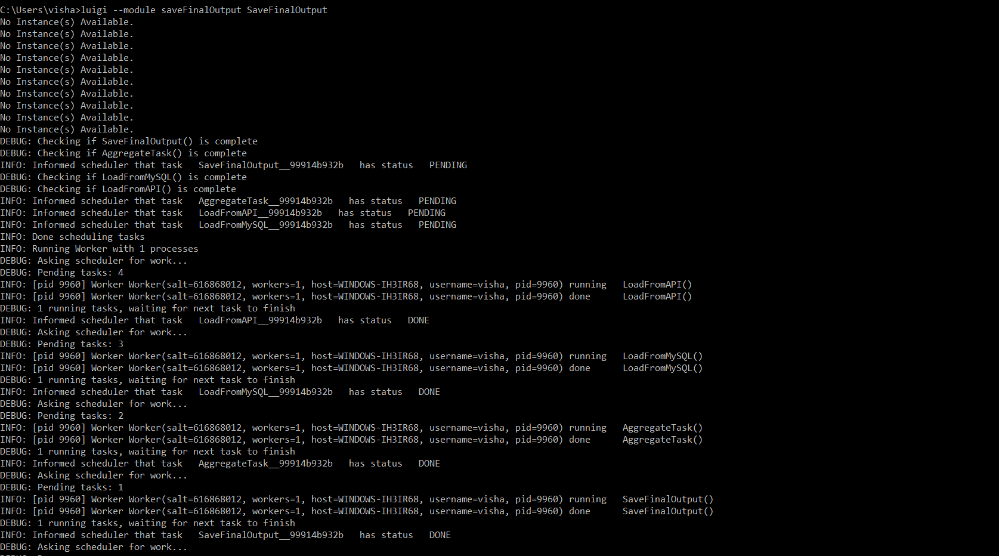 C:\Users\visha>luigi --module saveFinalOutput SaveFinalOutput
No Instance(s) Available.
No Instance(s) Available.
No Instance(s) Available.
No Instance(s) Available.
No Instance(s) Available.
No Instance(s) Available.
No Instance(s) Available.
No Instance(s) Available.
No Instance(s) Available.
No Instance(s) Available.
DEBUG: Checking if SaveFinalOutput() is complete
DEBUG: Checking if AggregateTask() is complete
INFO: Informed scheduler that task   SaveFinalOutput__99914b932b   has status   PENDING
DEBUG: Checking if LoadFromMySQL() is complete
DEBUG: Checking if LoadFromAPI() is complete
INFO: Informed scheduler that task   AggregateTask__99914b932b   has status   PENDING
INFO: Informed scheduler that task   LoadFromAPI__99914b932b   has status   PENDING
INFO: Informed scheduler that task   LoadFromMySQL__99914b932b   has status   PENDING
INFO: Done scheduling tasks
INFO: Running Worker with 1 processes
DEBUG: Asking scheduler for work...
DEBUG: Pending tasks: 4
INFO: [pid 9960] Worker Worker(salt=616868012, workers=1, host=WINDOWS-IH3IR68, username=visha, pid=9960) running   LoadFromAPI()
INFO: [pid 9960] Worker Worker(salt=616868012, workers=1, host=WINDOWS-IH3IR68, username=visha, pid=9960) done      LoadFromAPI()
DEBUG: 1 running tasks, waiting for next task to finish
INFO: Informed scheduler that task   LoadFromAPI__99914b932b   has status   DONE
DEBUG: Asking scheduler for work...
DEBUG: Pending tasks: 3
INFO: [pid 9960] Worker Worker(salt=616868012, workers=1, host=WINDOWS-IH3IR68, username=visha, pid=9960) running   LoadFromMySQL()
INFO: [pid 9960] Worker Worker(salt=616868012, workers=1, host=WINDOWS-IH3IR68, username=visha, pid=9960) done      LoadFromMySQL()
DEBUG: 1 running tasks, waiting for next task to finish
INFO: Informed scheduler that task   LoadFromMySQL__99914b932b   has status   DONE
DEBUG: Asking scheduler for work...
DEBUG: Pending tasks: 2
INFO: [pid 9960] Worker Worker(salt=616868012, workers=1, host=WINDOWS-IH3IR68, username=visha, pid=9960) running   AggregateTask()
INFO: [pid 9960] Worker Worker(salt=616868012, workers=1, host=WINDOWS-IH3IR68, username=visha, pid=9960) done      AggregateTask()
DEBUG: 1 running tasks, waiting for next task to finish
INFO: Informed scheduler that task   AggregateTask__99914b932b   has status   DONE
DEBUG: Asking scheduler for work...
DEBUG: Pending tasks: 1
INFO: [pid 9960] Worker Worker(salt=616868012, workers=1, host=WINDOWS-IH3IR68, username=visha, pid=9960) running   SaveFinalOutput()
INFO: [pid 9960] Worker Worker(salt=616868012, workers=1, host=WINDOWS-IH3IR68, username=visha, pid=9960) done      SaveFinalOutput()
DEBUG: 1 running tasks, waiting for next task to finish
INFO: Informed scheduler that task   SaveFinalOutput__99914b932b   has status   DONE
DEBUG: Asking scheduler for work...